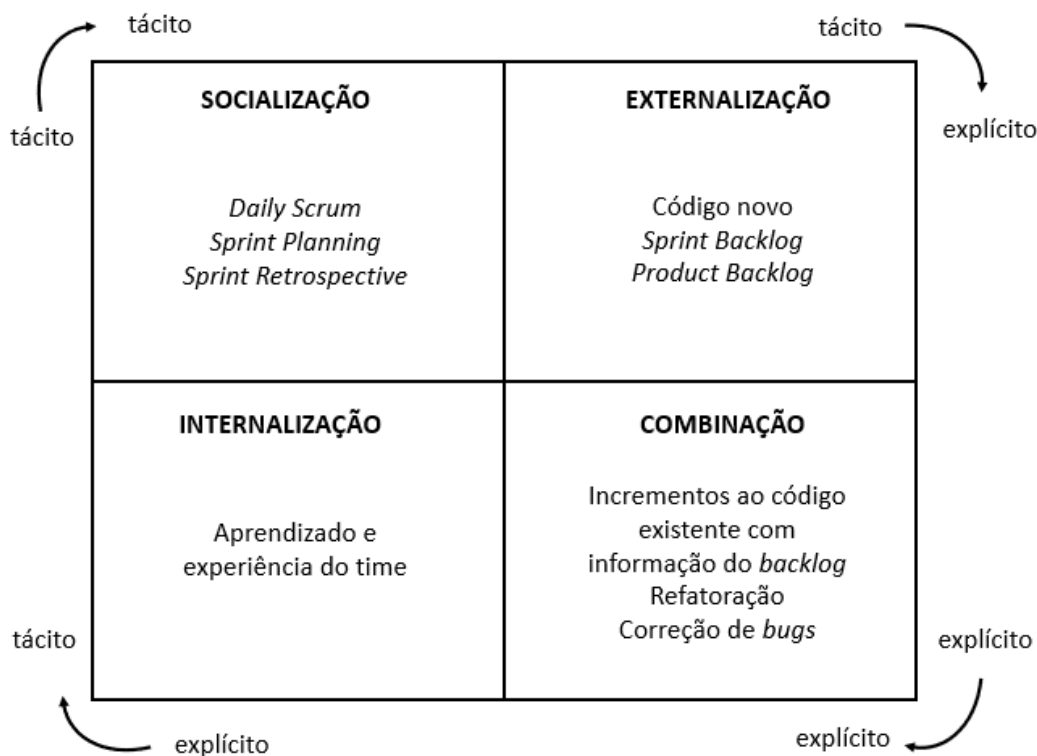 tácito
tácito
tácito
explícito
SOCIALIZAÇÃO
Daily Scrum
Sprint Planning
Sprint Retrospective
EXTERNALIZAÇÃO
Código novo
Sprint Backlog
Product Backlog
INTERNALIZAÇÃO
Aprendizado e
experiência do time
COMBINAÇÃO
Incrementos ao código
existente com
informação do backlog
Refatoração
Correção de bugs
tácito
explícito
explícito
explícito